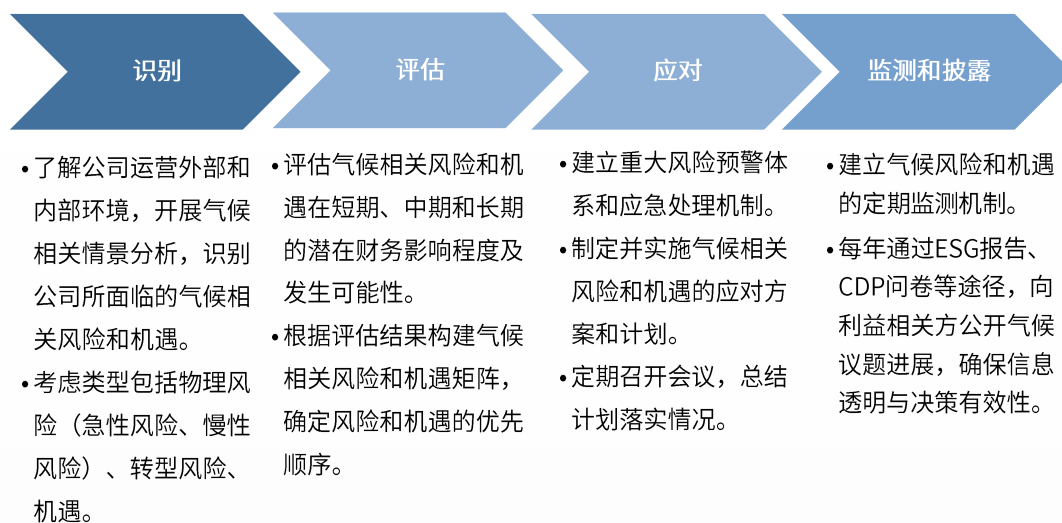 识别
•了解公司运营外部和
内部环境，开展气候
相关情景分析，识别
公司所面临的气候相
关风险和机遇。
•考虑类型包括物理风
险（急性风险、慢性
风险）、转型风险、
机遇。
评估
•评估气候相关风险和机
遇在短期、中期和长期
的潜在财务影响程度及
发生可能性。
•根据评估结果构建气候
相关风险和机遇矩阵，
确定风险和机遇的优先
顺序。
应对
•建立重大风险预警体
系和应急处理机制。
•制定并实施气候相关
风险和机遇的应对方
案和计划。
•定期召开会议，总结
计划落实情况。
监测和披露
•建立气候风险和机遇
的定期监测机制。
•每年通过ESG报告、
CDP问卷等途径，向
利益相关方公开气候
议题进展，确保信息
透明与决策有效性。